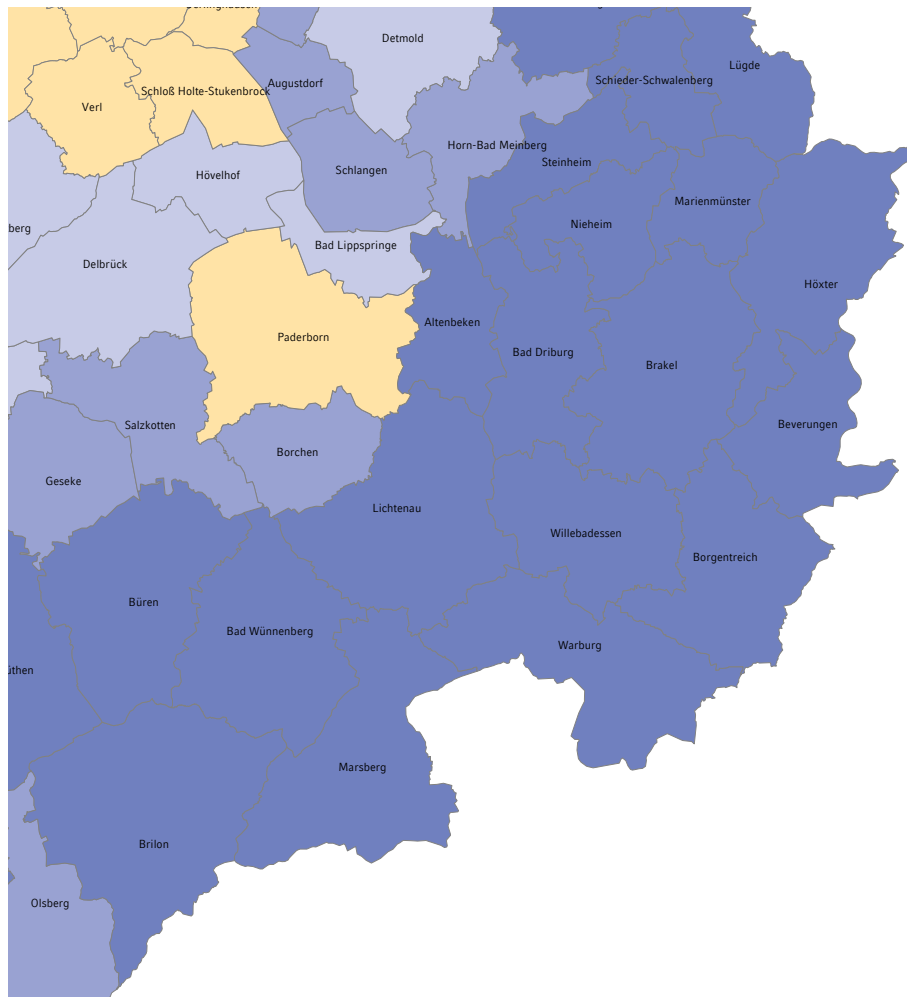 Detmold
Lügde
Schieder-Schwalenberg
Augustdorf
Schloß Holte-Stukenbrock
Verl
Horn-Bad Meinberg
Steinheim
Schlangen
Hövelhof
Marienmünster
Nieheim
berg
Bad Lippspringe
Delbrück
Höxter
Altenbeken
Paderborn
Bad Driburg
Brakel
Beverungen
Salzkotten
Borchen
Geseke
Lichtenau
Willebadessen
Borgentreich
Büren
Bad Wünnenberg
Warburg
üthen
Marsberg
Brilon
Olsberg